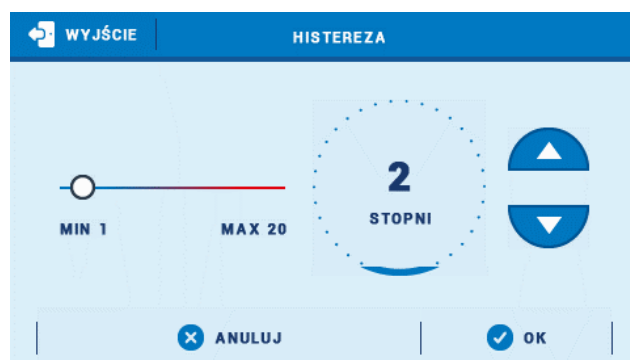 WYJŚCIE
HISTEREZA
2
STOPNI
MIN 1
MAX 20
ANULUJ
OK